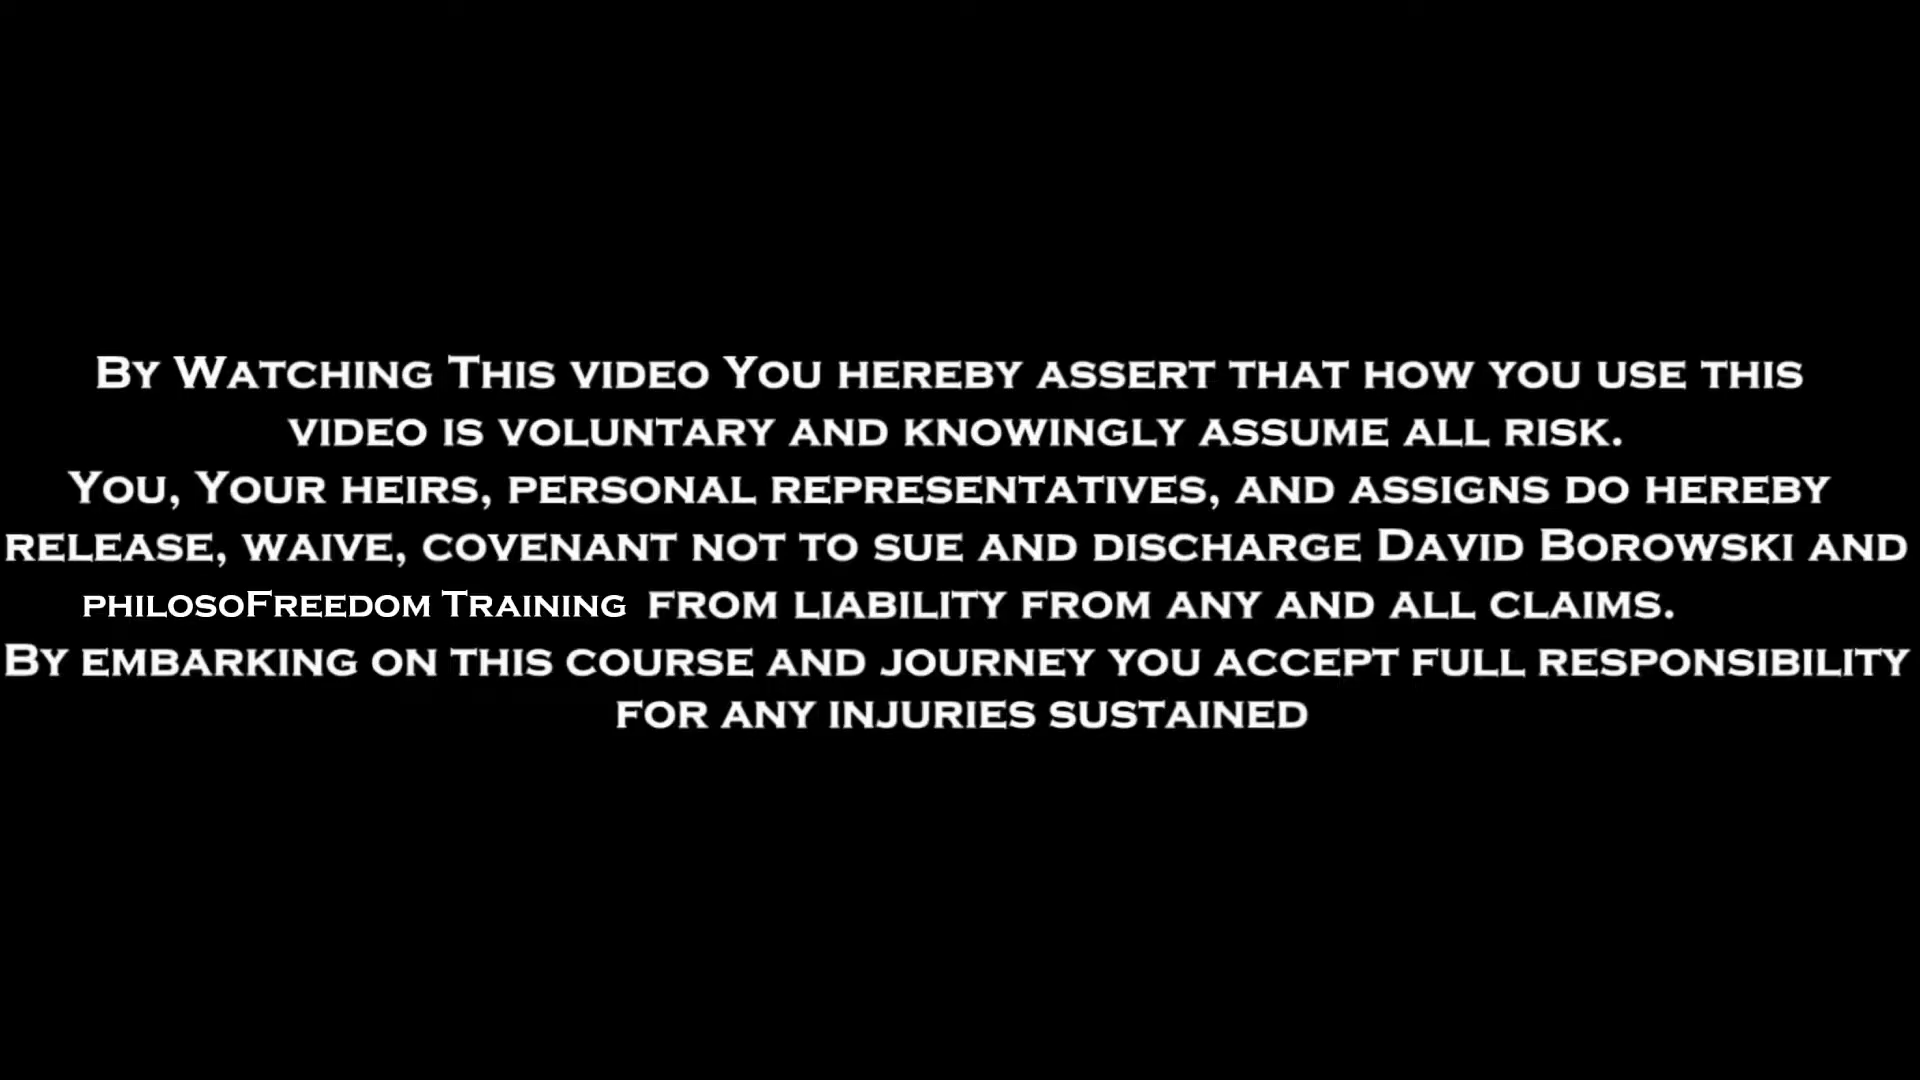 By Watching This video You hereby assert that how you use this
video is voluntary and knowingly assume all risk.
You, Your heirs, personal representatives, and assigns do hereby
release, waive, covenant not to sue and discharge David Borowski and
philosoFreedom Training from liability from any and all claims.
By embarking on this course and journey you accept full responsibility
for any injuries sustained